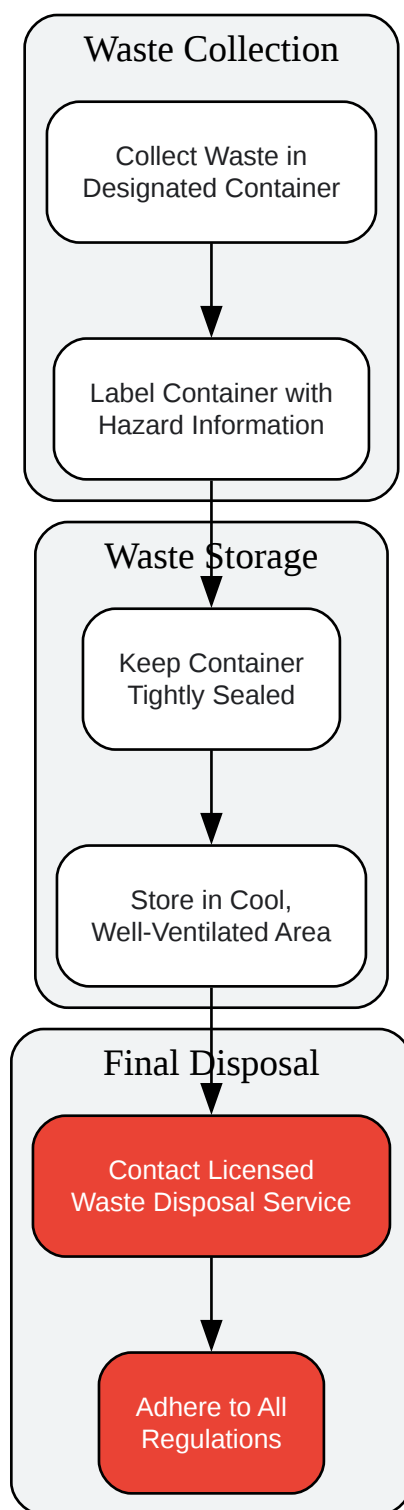 Waste Collection
Collect Waste in
Designated Container
Label Container with
Hazard Information
Waste Storage
Keep Container
Tightly Sealed
Store in Cool,
Well-Ventilated Area
Final Disposal
Contact Licensed
Waste Disposal Service
Adhere to All
Regulations